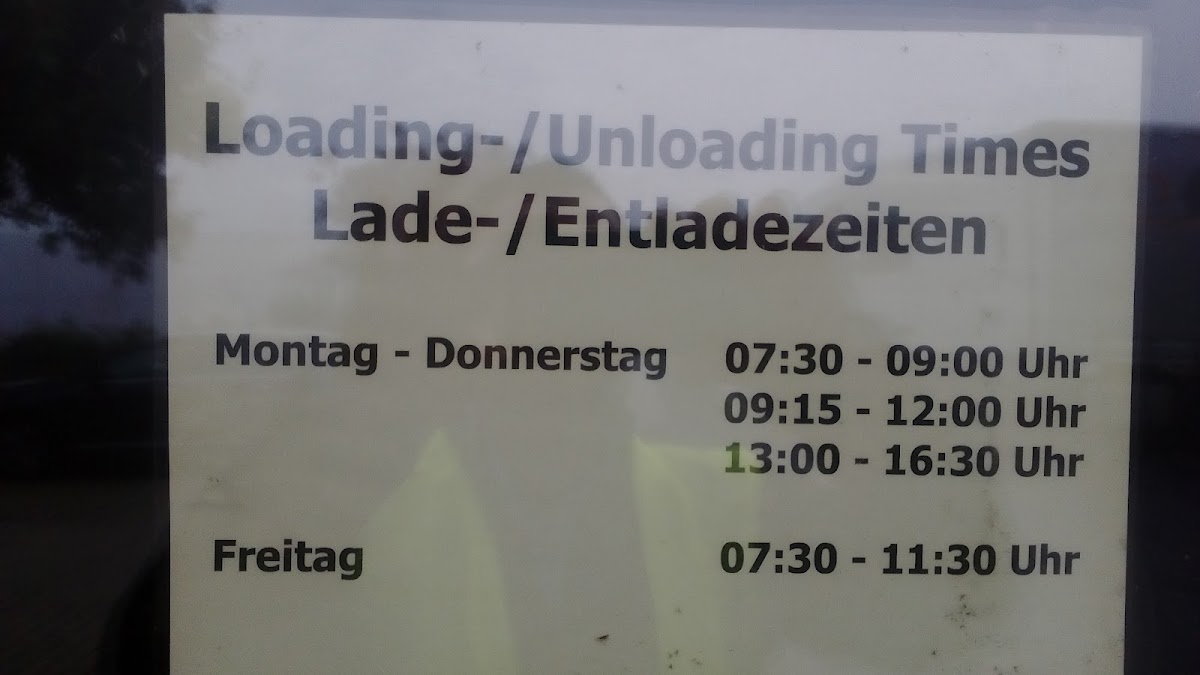 Loading-/Unloading Times
Lade-/Entladezeiten
Montag - Donnerstag 07:30 - 09:00 Uhr
09:15 - 12:00 Uhr
13:00 - 16:30 Uhr
Freitag 07:30 - 11:30 Uhr